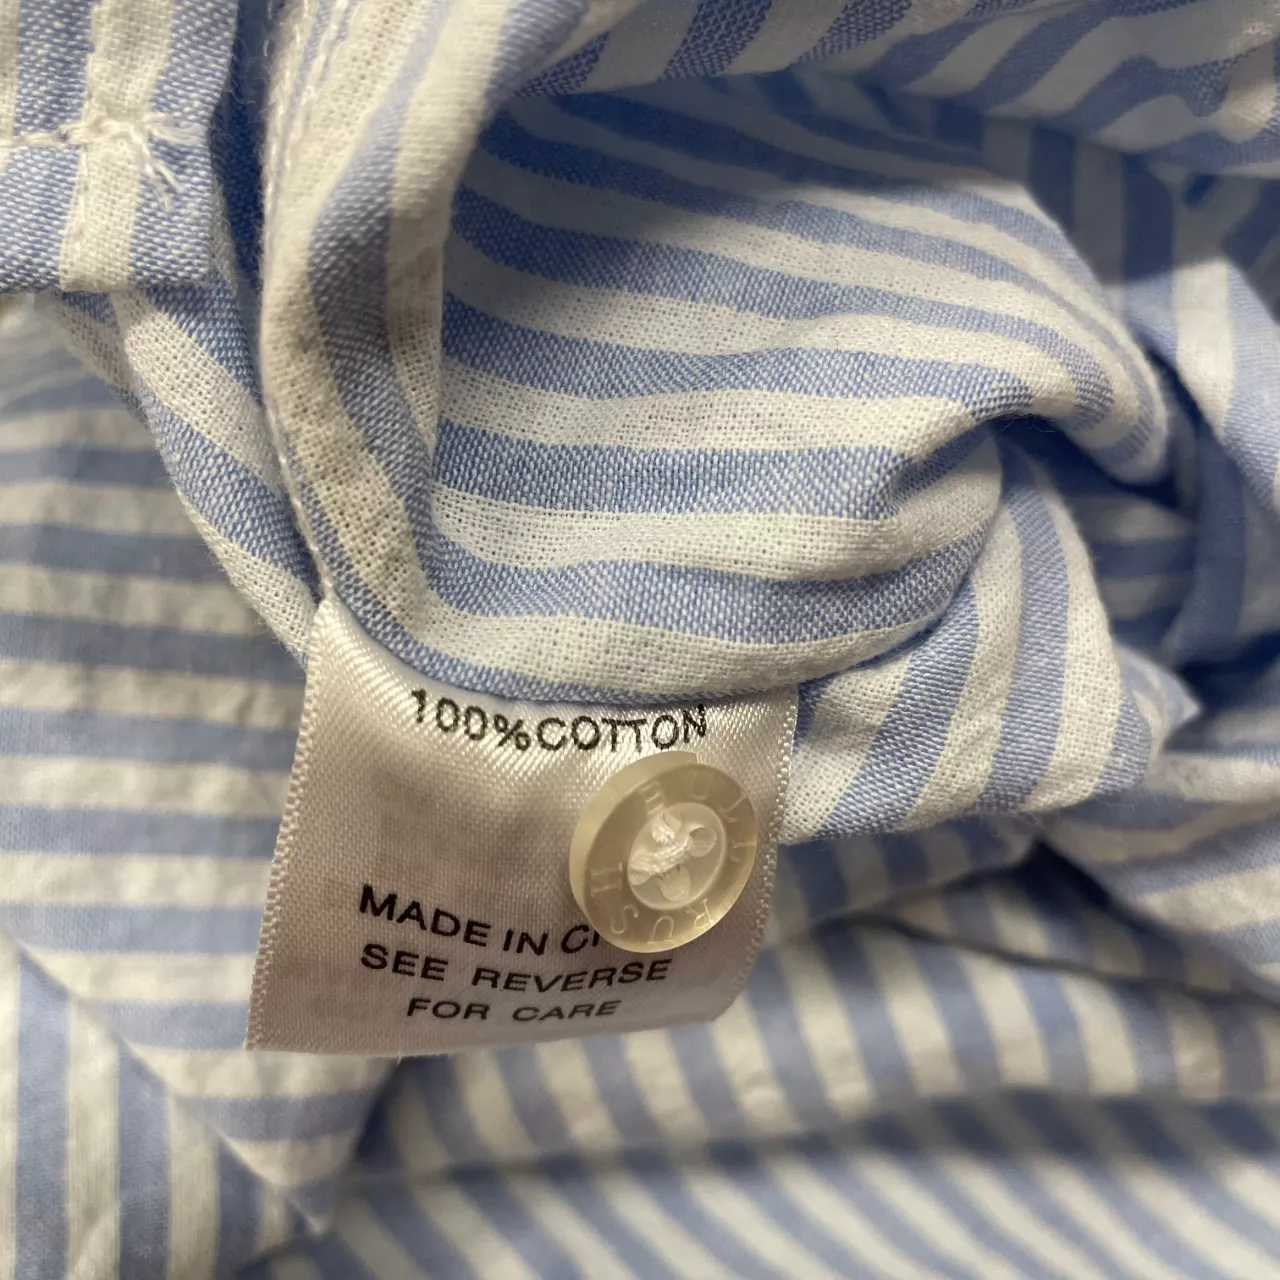 100%COTTON
MADE IN
SEE REVERSE
FOR CARE